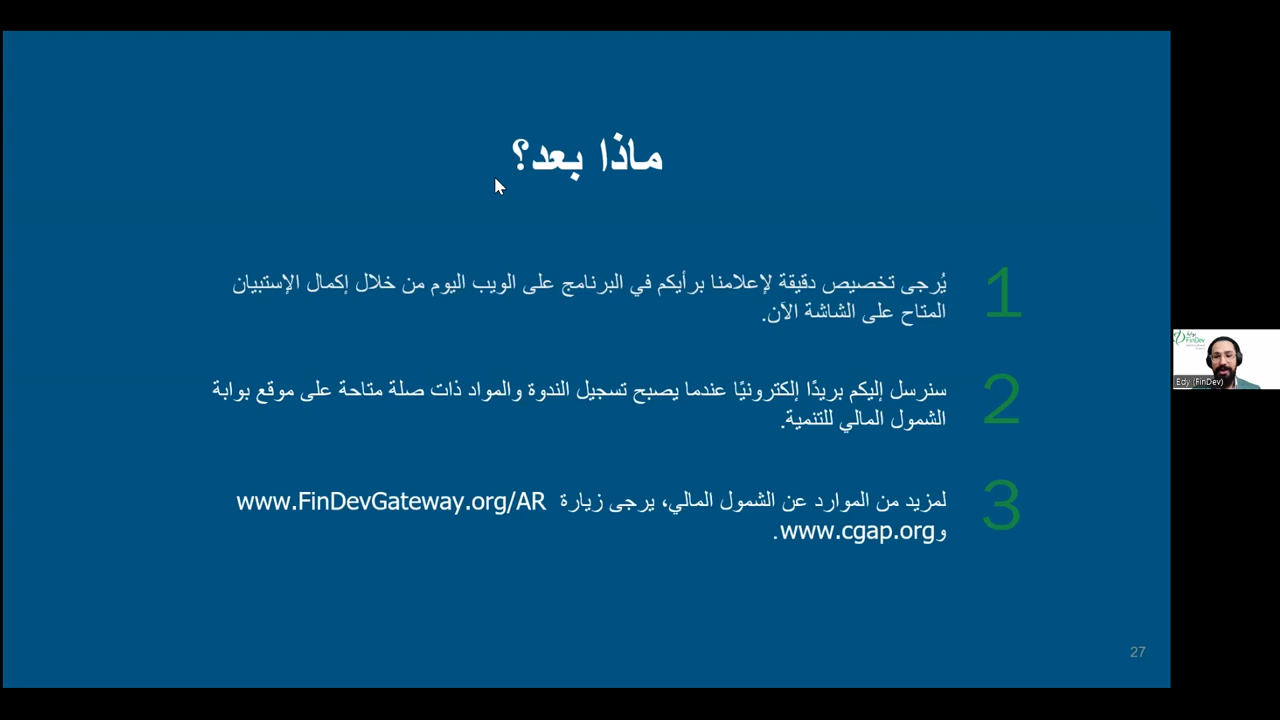 ماذا بعد؟
1
يُرجى تخصيص دقيقة لإعلامنا برأيكم في البرنامج على الويب اليوم من خلال إكمال الإستبيان
المتاح على الشاشة الآن.
2
سنرسل إليكم بريدًا إلكترونيًا عندما يصبح تسجيل الندوة والمواد ذات صلة متاحة على موقع بوابة
الشمول المالي للتنمية.
3
لمزيد من الموارد عن الشمول المالي، يرجى زيارة www.FinDevGateway.org/AR
وwww.cgap.org.
27
بوابة
FinDev
Edy (FinDev)